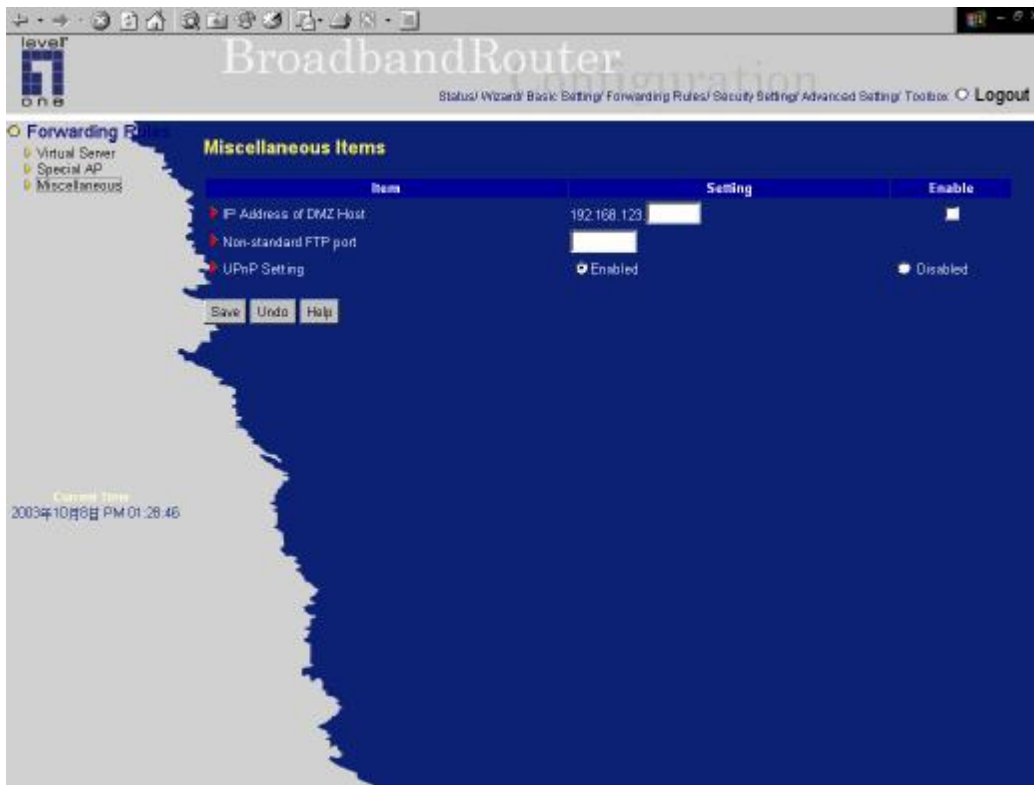 level
one
BroadbandRouter
Configuration
Status/ Wizard/ Basic Setting/ Forwarding Rules/ Security Setting/ Advanced Setting/ Toolbox Logout
Forwarding Rules
Virtual Server
Special AP
Miscellaneous
Miscellaneous Items
Item Setting Enable
IP Address of DMZ Host 192.168.123.
Non-standard FTP port
UPnP Setting Enabled Disabled
Save Undo Help
Current Time
2003年10月8日 PM 01:28:46